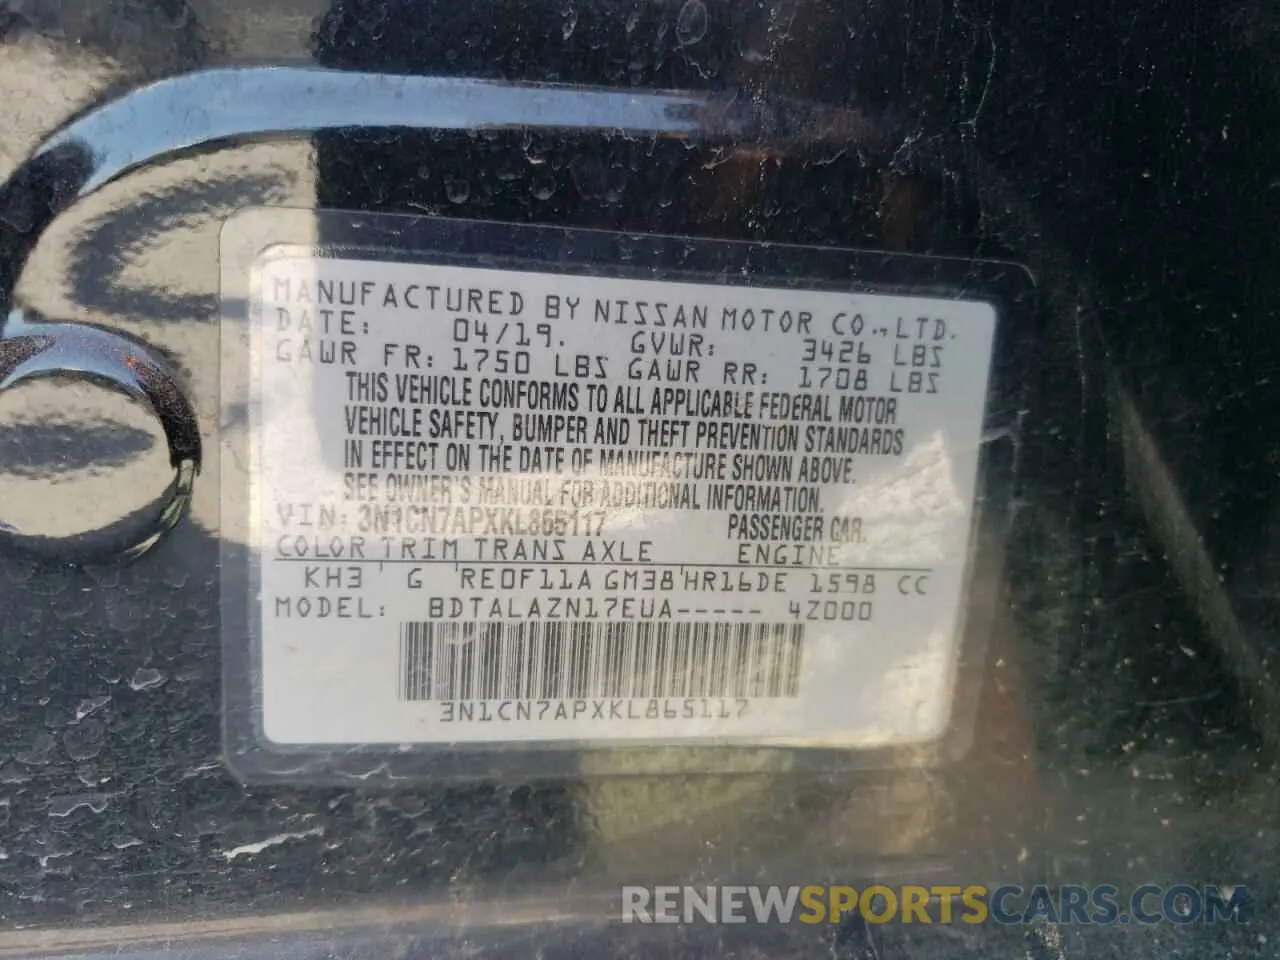 MANUFACTURED BY NISSAN MOTOR CO.,LTD.
DATE: 04/19. GVWR: 3426 LBS
GAWR FR: 1750 LBS GAWR RR: 1708 LBS
THIS VEHICLE CONFORMS TO ALL APPLICABLE FEDERAL MOTOR
VEHICLE SAFETY, BUMPER AND THEFT PREVENTION STANDARDS
IN EFFECT ON THE DATE OF MANUFACTURE SHOWN ABOVE.
SEE OWNER'S MANUAL FOR ADDITIONAL INFORMATION.
VIN: 3N1CN7APXKL865117 PASSENGER CAR.
COLOR TRIM TRANS AXLE ENGINE
KH3 ' G 'RE0F11A GM38'HR16DE 1598 CC
MODEL: BDTALAZN17EUA----- 4Z000
3N1CN7APXKL865117
RENEWSPORTSCARS.COM